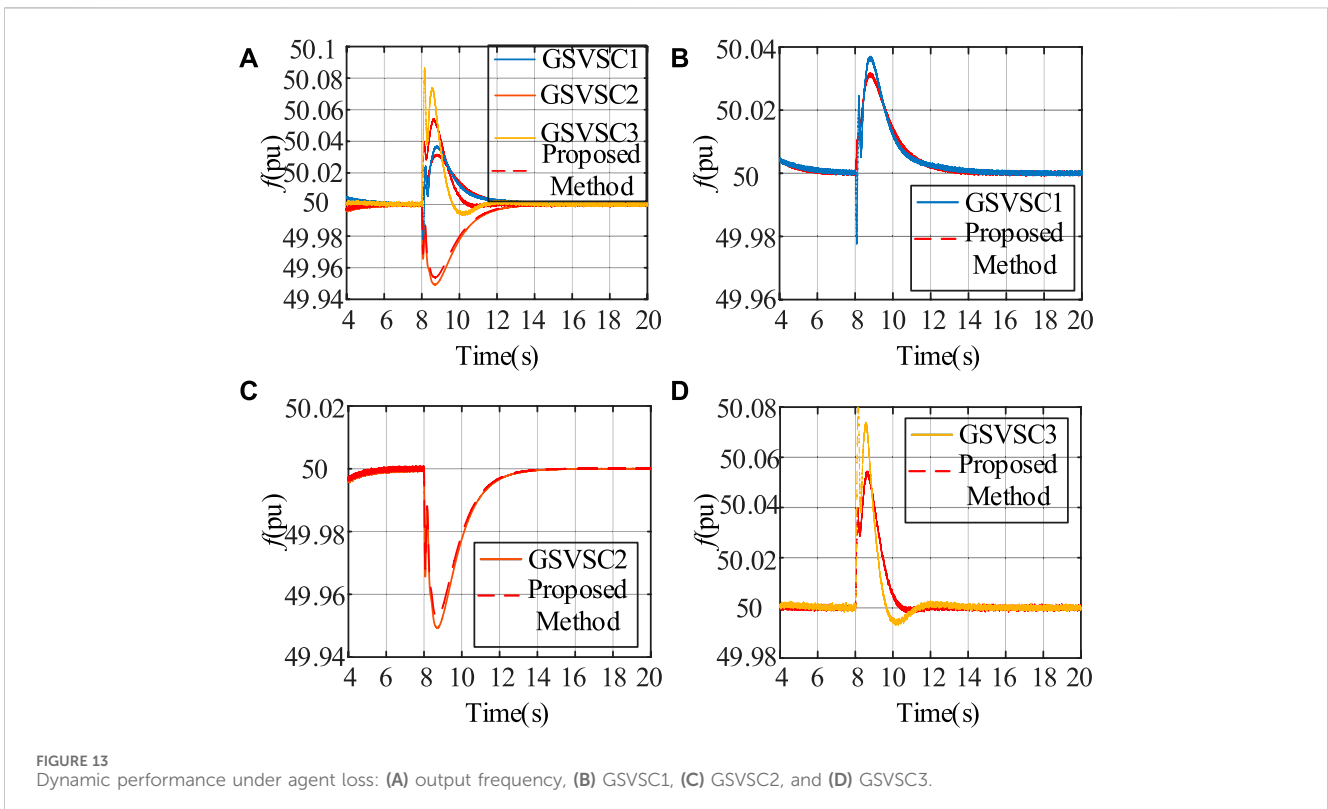 A
50.1
50.08
50.06
50.04
50.02
50
49.98
49.96
49.94
f(pu)
4 6 8 10 12 14 16 18 20
Time(s)
GSVSC1
GSVSC2
GSVSC3
Proposed
Method
B
50.04
50.02
50
49.98
49.96
f(pu)
4 6 8 10 12 14 16 18 20
Time(s)
GSVSC1
Proposed
Method
C
50.02
50
49.98
49.96
49.94
f(pu)
4 6 8 10 12 14 16 18 20
Time(s)
GSVSC2
Proposed
Method
D
50.08
50.06
50.04
50.02
50
49.98
f(pu)
4 6 8 10 12 14 16 18 20
Time(s)
GSVSC3
Proposed
Method
FIGURE 13
Dynamic performance under agent loss: (A) output frequency, (B) GSVSC1, (C) GSVSC2, and (D) GSVSC3.